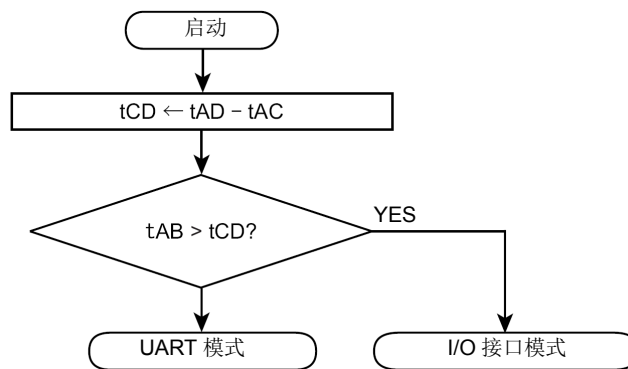 启动
tCD ← tAD – tAC
tAB > tCD?
YES
UART 模式
I/O 接口模式